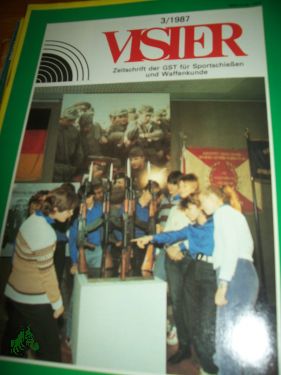 3/1987
VISIER
Zeitschrift der GST für Sportschießen
und Waffenkunde